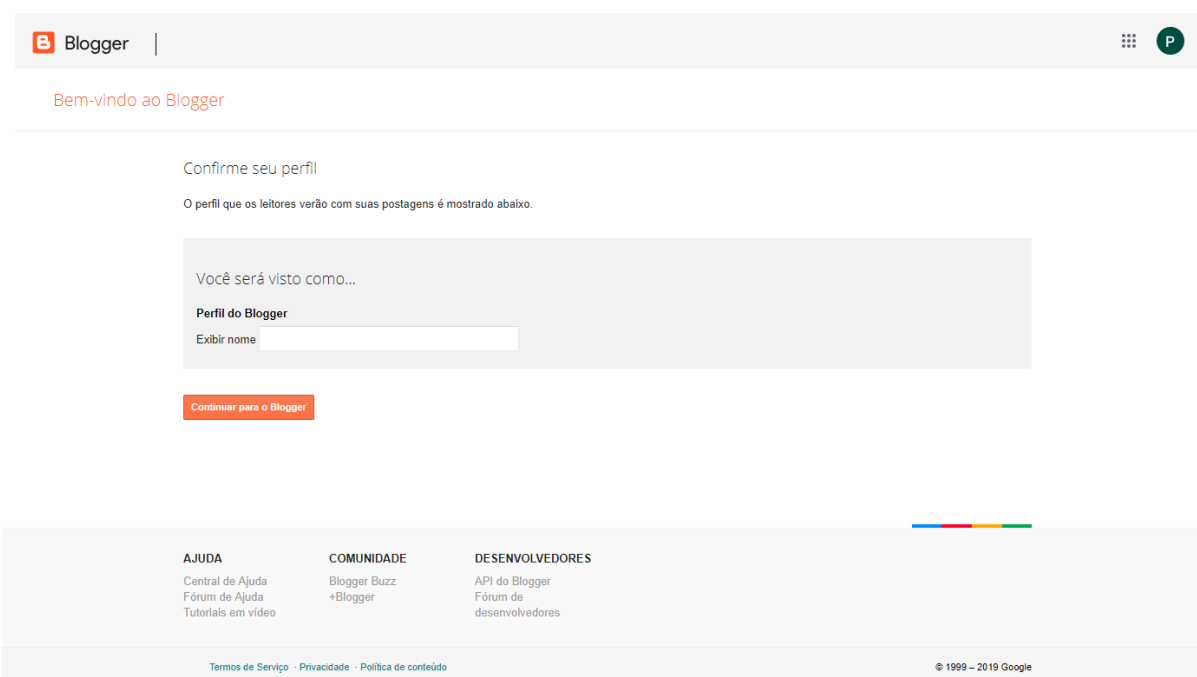 Blogger
P
Bem-vindo ao Blogger
Confirme seu perfil
O perfil que os leitores verão com suas postagens é mostrado abaixo.
Você será visto como...
Perfil do Blogger
Exibir nome
Continuar para o Blogger
AJUDA
Central de Ajuda
Fórum de Ajuda
Tutoriais em vídeo
COMUNIDADE
Blogger Buzz
+Blogger
DESENVOLVEDORES
API do Blogger
Fórum de
desenvolvedores
Termos de Serviço · Privacidade · Política de conteúdo
© 1999 – 2019 Google